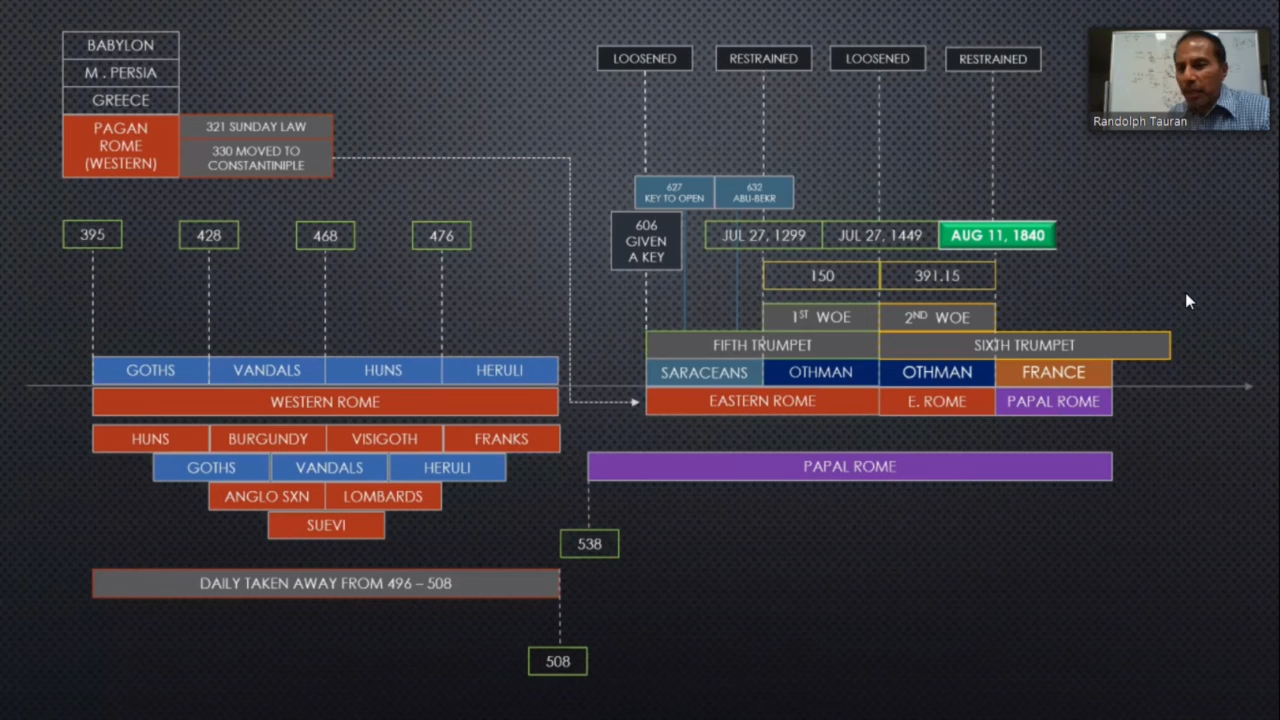 BABYLON
M . PERSIA
GREECE
PAGAN
ROME
(WESTERN)
321 SUNDAY LAW
330 MOVED TO
CONSTANTINIPLE
LOOSENED
RESTRAINED
LOOSENED
RESTRAINED
Randolph Tauran
627
KEY TO OPEN
632
ABU-BEKR
395
428
468
476
606
GIVEN
A KEY
JUL 27, 1299
JUL 27, 1449
AUG 11, 1840
150
391.15
1ST WOE
2ND WOE
FIFTH TRUMPET
SIXTH TRUMPET
GOTHS
VANDALS
HUNS
HERULI
SARACEANS
OTHMAN
OTHMAN
FRANCE
WESTERN ROME
EASTERN ROME
E. ROME
PAPAL ROME
HUNS
BURGUNDY
VISIGOTH
FRANKS
GOTHS
VANDALS
HERULI
PAPAL ROME
ANGLO SXN
LOMBARDS
SUEVI
538
DAILY TAKEN AWAY FROM 496 – 508
508